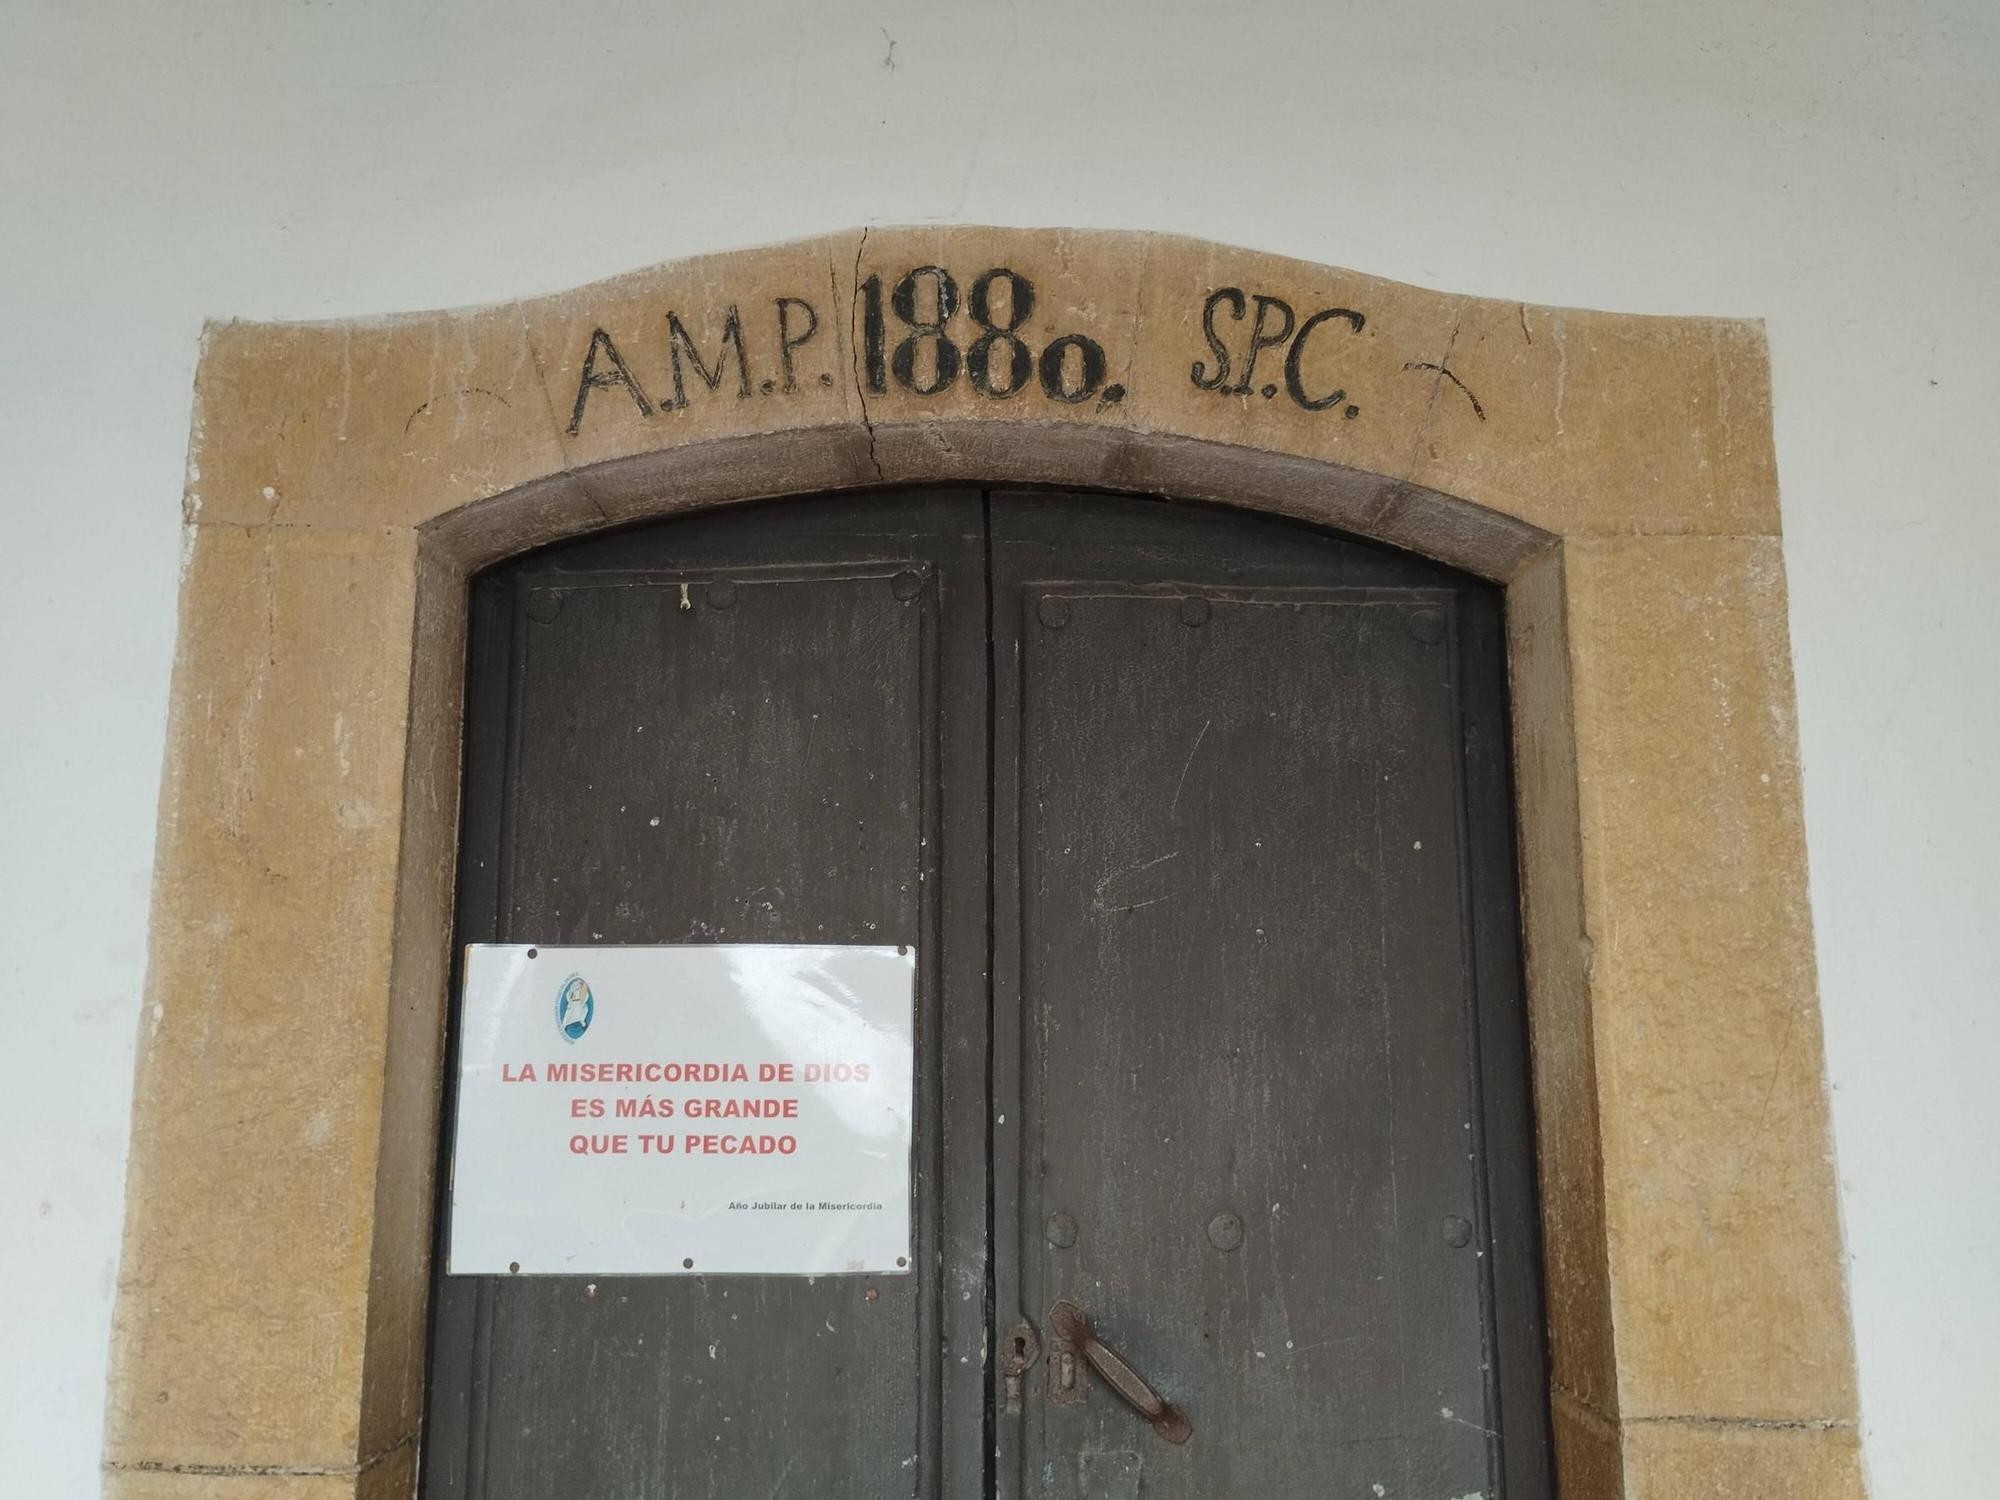 A.M.P. 1880. S.P.C.
LA MISERICORDIA DE DIOS
ES MÁS GRANDE
QUE TU PECADO
Año Jubilar de la Misericordia